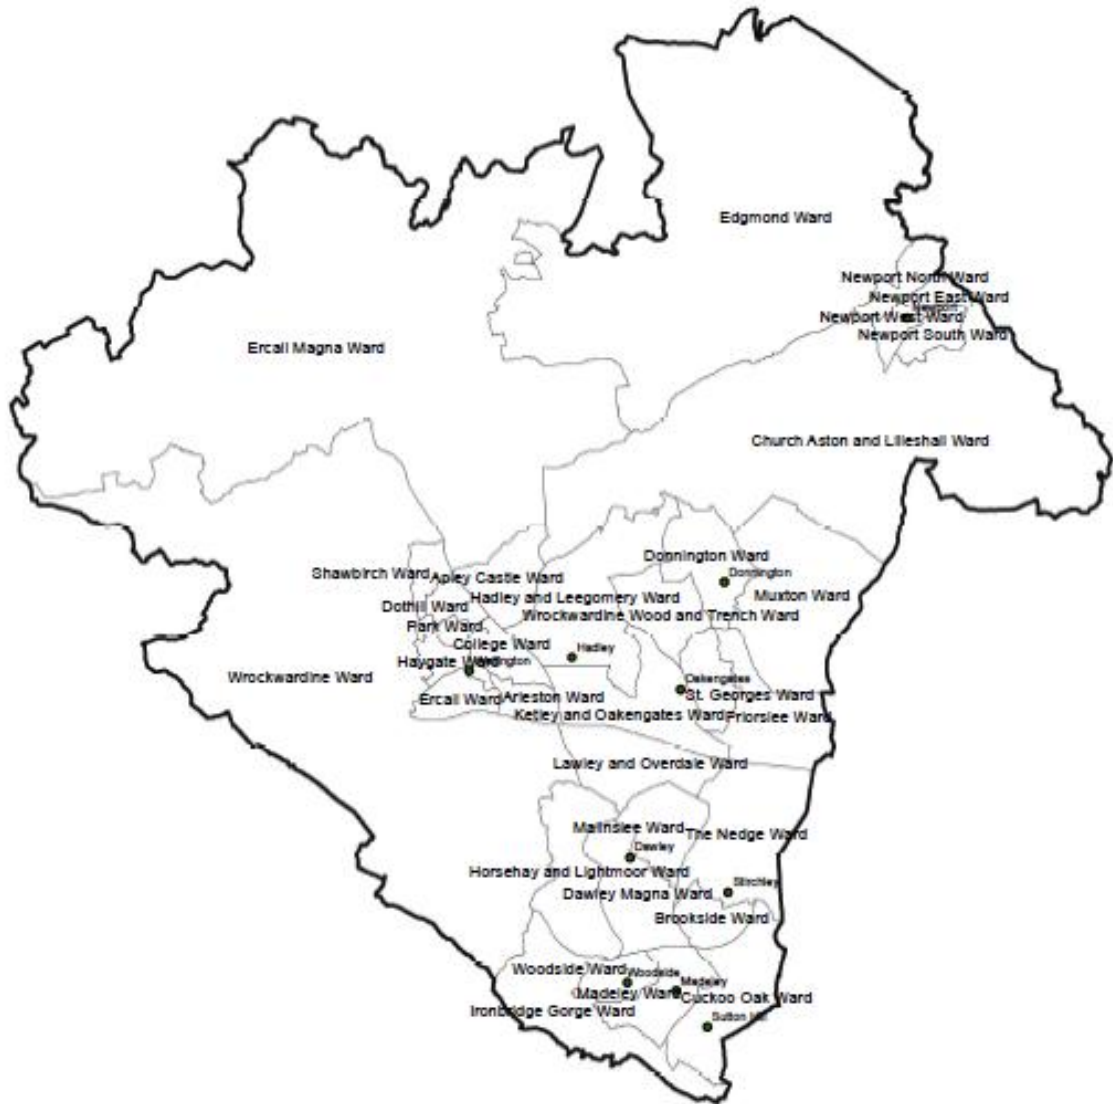 Edgmond Ward
Newport North Ward
Newport East Ward
Newport
Newport West Ward
Newport South Ward
Ercall Magna Ward
Church Aston and Lilleshall Ward
Donnington Ward
Shawbirch Ward
Apley Castle Ward
Donnington
Hadley and Leegomery Ward
Muxton Ward
Dothill Ward
Wrockwardine Wood and Trench Ward
Park Ward
College Ward
Hadley
Haygate Ward
Wellington
Wrockwardine Ward
Oakengates
St. Georges Ward
Ercall Ward
Arleston Ward
Ketley and Oakengates Ward
Priorslee Ward
Lawley and Overdale Ward
Malinslee Ward
The Nedge Ward
Dawley
Horsehay and Lightmoor Ward
Stirchley
Dawley Magna Ward
Brookside Ward
Woodside Ward
Woodside
Madeley
Madeley Ward
Cuckoo Oak Ward
Ironbridge Gorge Ward
Sutton Hill